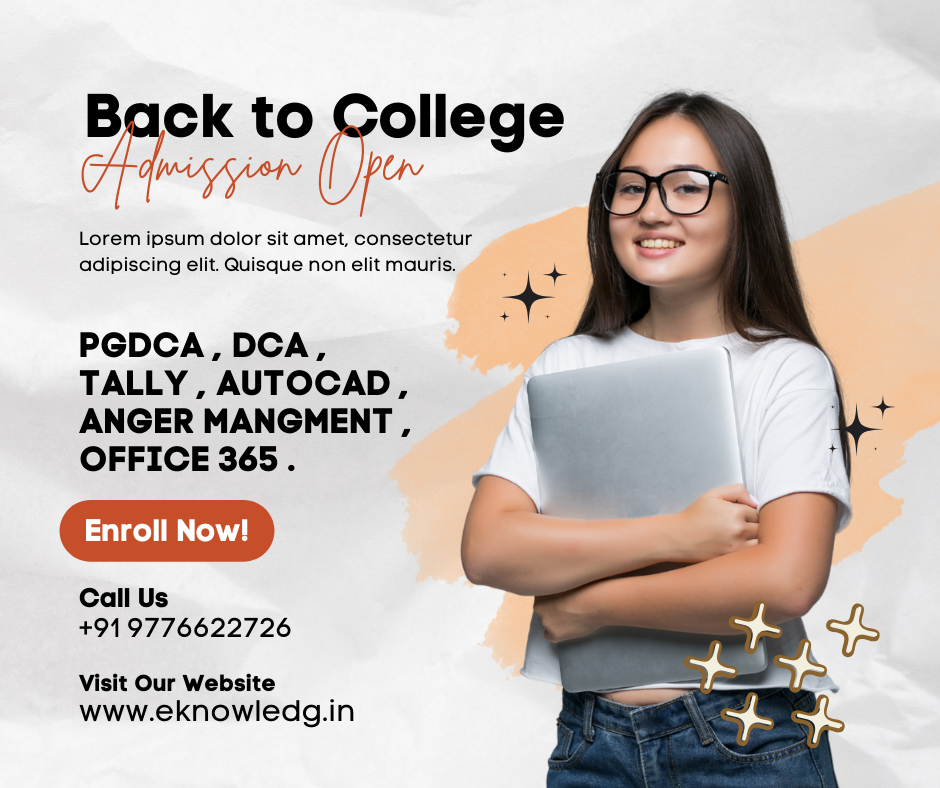 Back to College
Admission Open
Lorem ipsum dolor sit amet, consectetur
adipiscing elit. Quisque non elit mauris.
PGDCA , DCA ,
TALLY , AUTOCAD ,
ANGER MANGMENT ,
OFFICE 365 .
Enroll Now!
Call Us
+91 9776622726
Visit Our Website
www.eknowledg.in